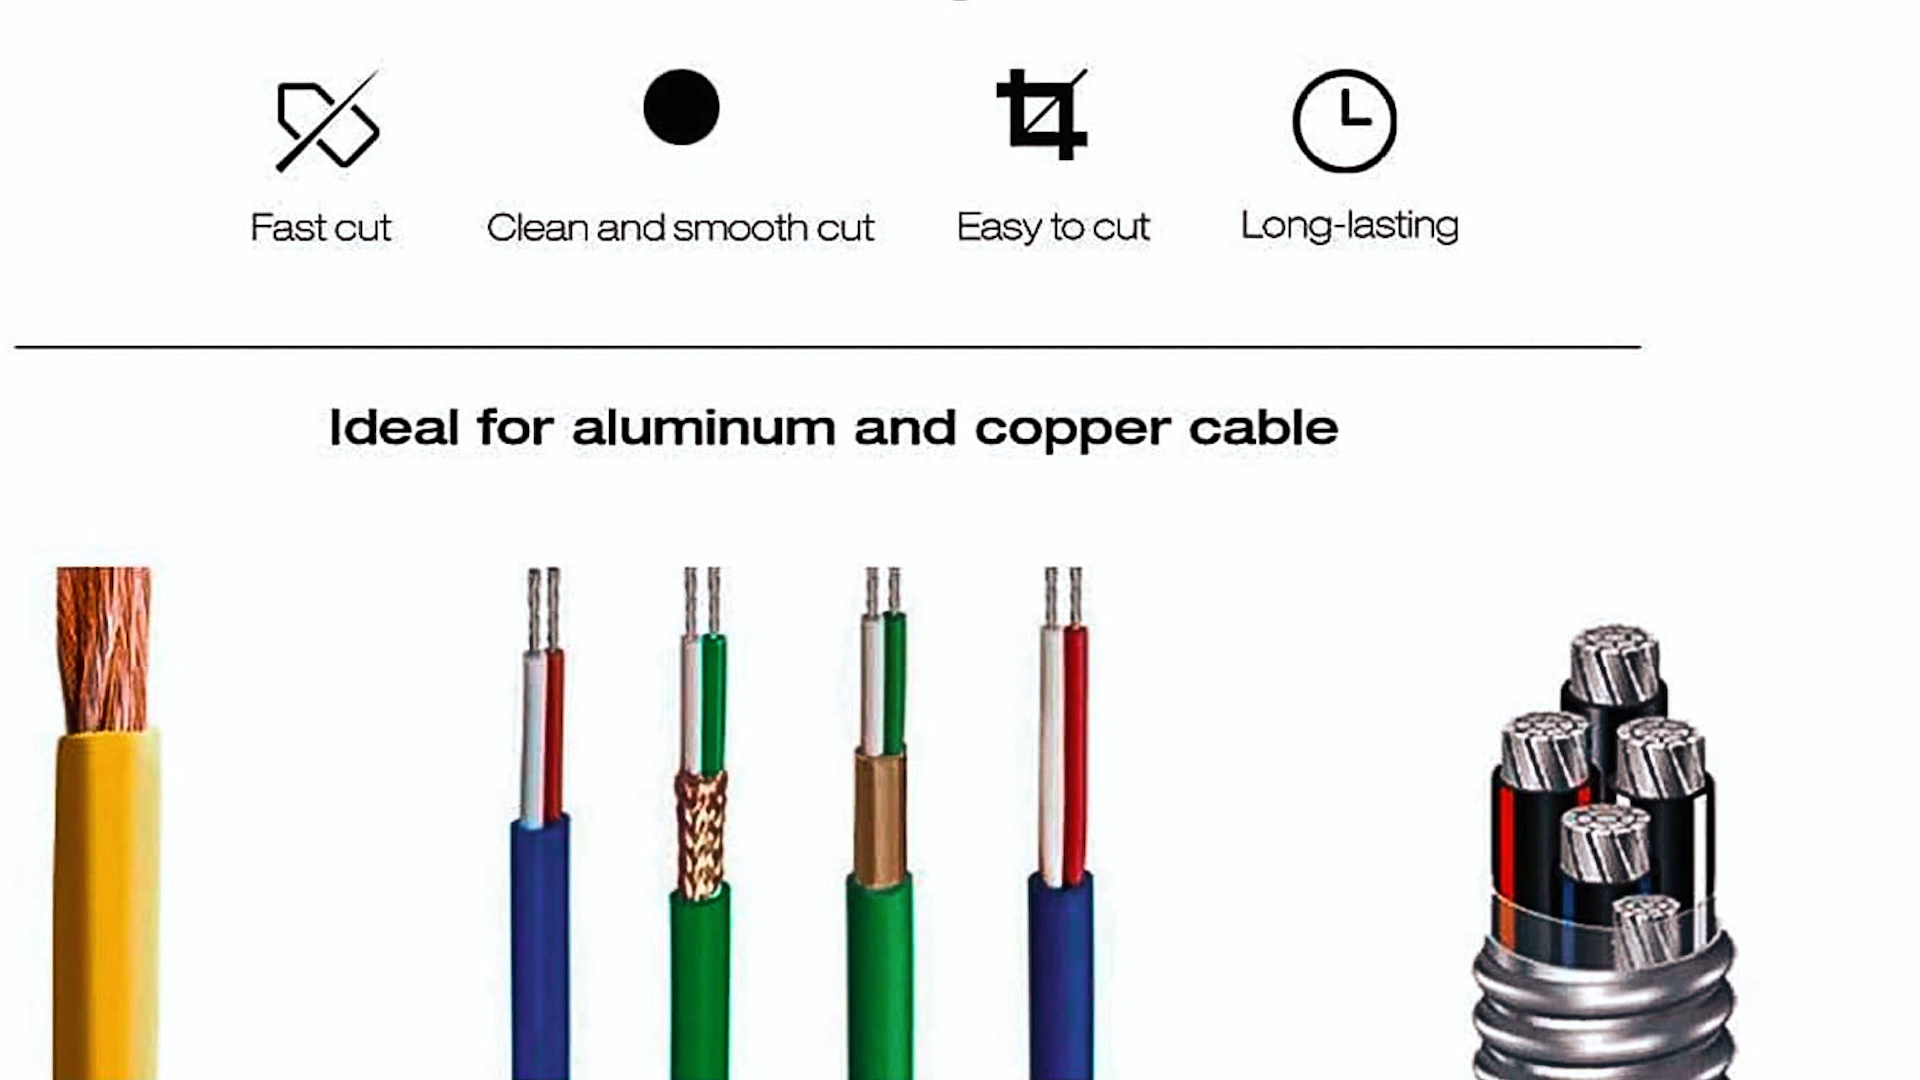 Fast cut
Clean and smooth cut
Easy to cut
Long-lasting
Ideal for aluminum and copper cable